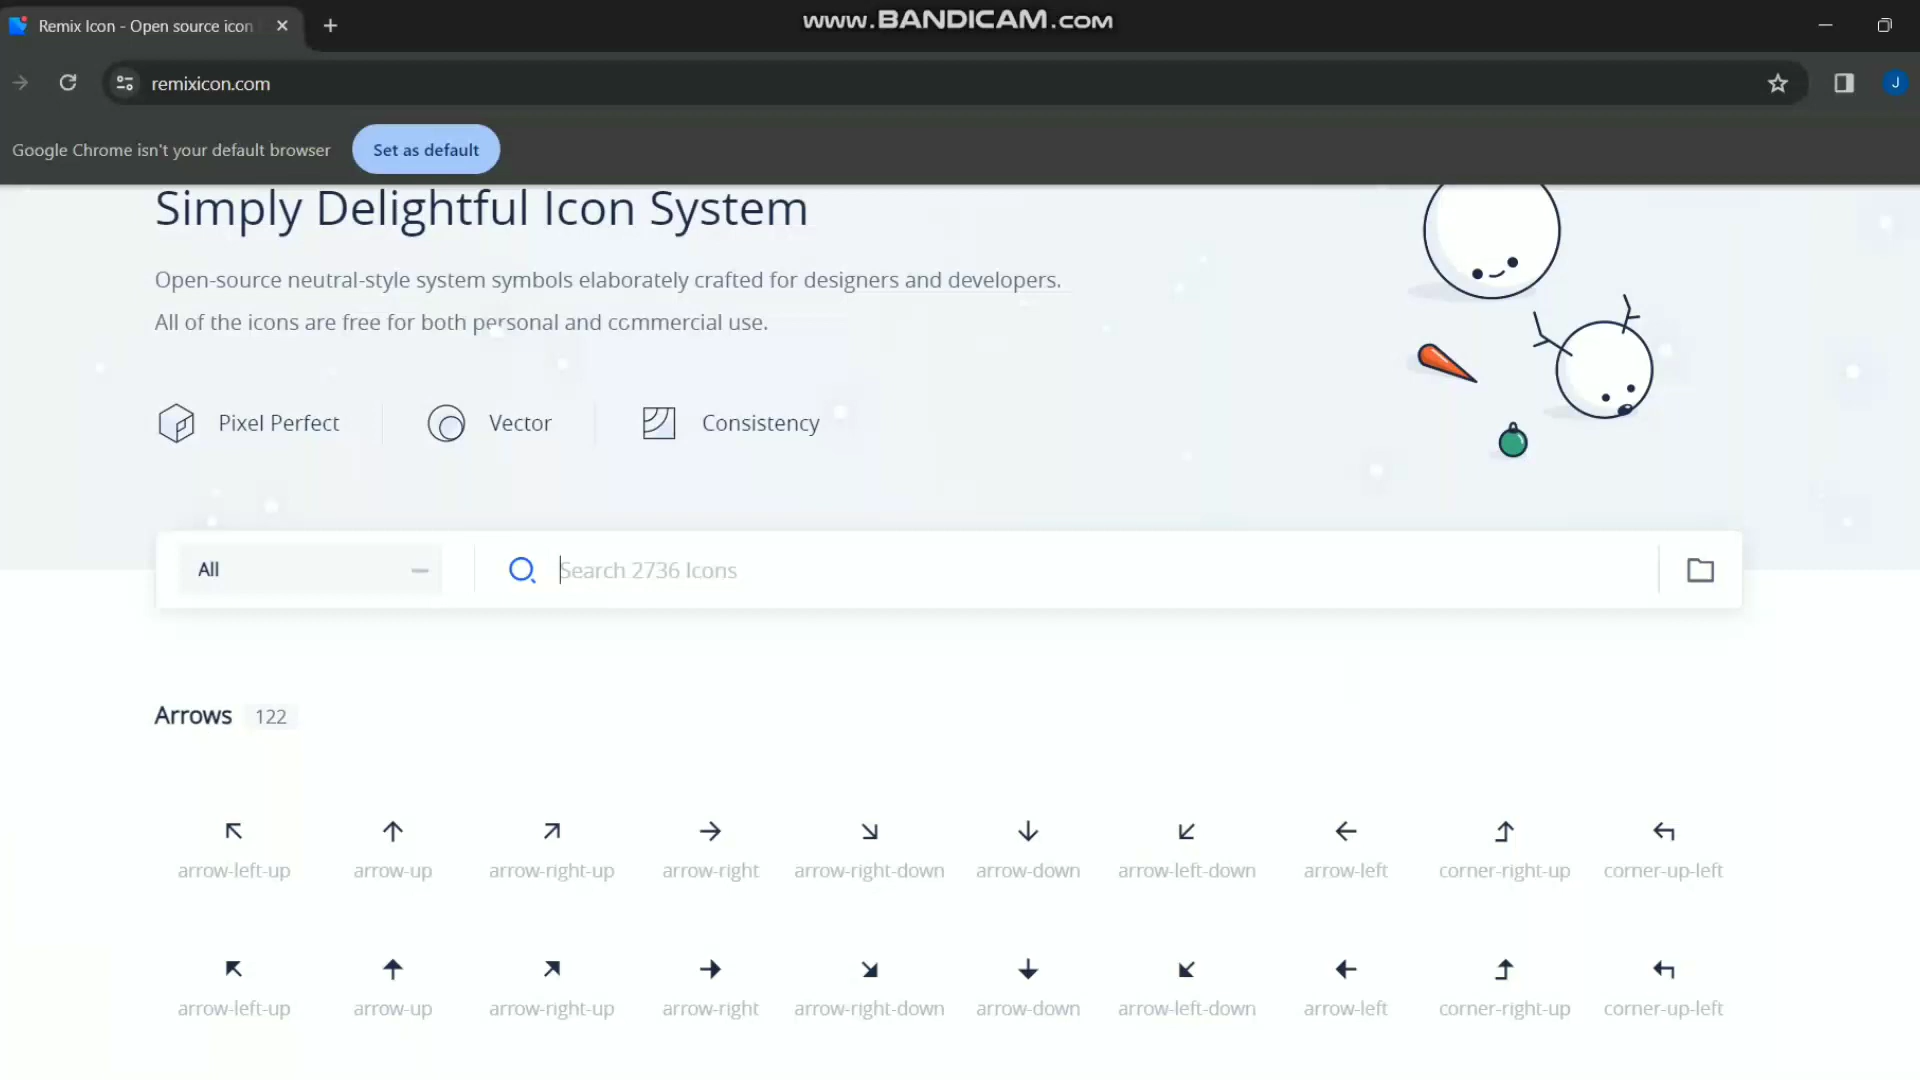 Remix Icon - Open source icon
www.BANDICAM.com
remixicon.com
J
Google Chrome isn't your default browser
Set as default
Simply Delightful Icon System
Open-source neutral-style system symbols elaborately crafted for designers and developers.
All of the icons are free for both personal and commercial use.
Pixel Perfect
Vector
Consistency
All
Search 2736 Icons
Arrows 122
arrow-left-up arrow-up arrow-right-up arrow-right arrow-right-down arrow-down arrow-left-down arrow-left corner-right-up corner-up-left
arrow-left-up arrow-up arrow-right-up arrow-right arrow-right-down arrow-down arrow-left-down arrow-left corner-right-up corner-up-left